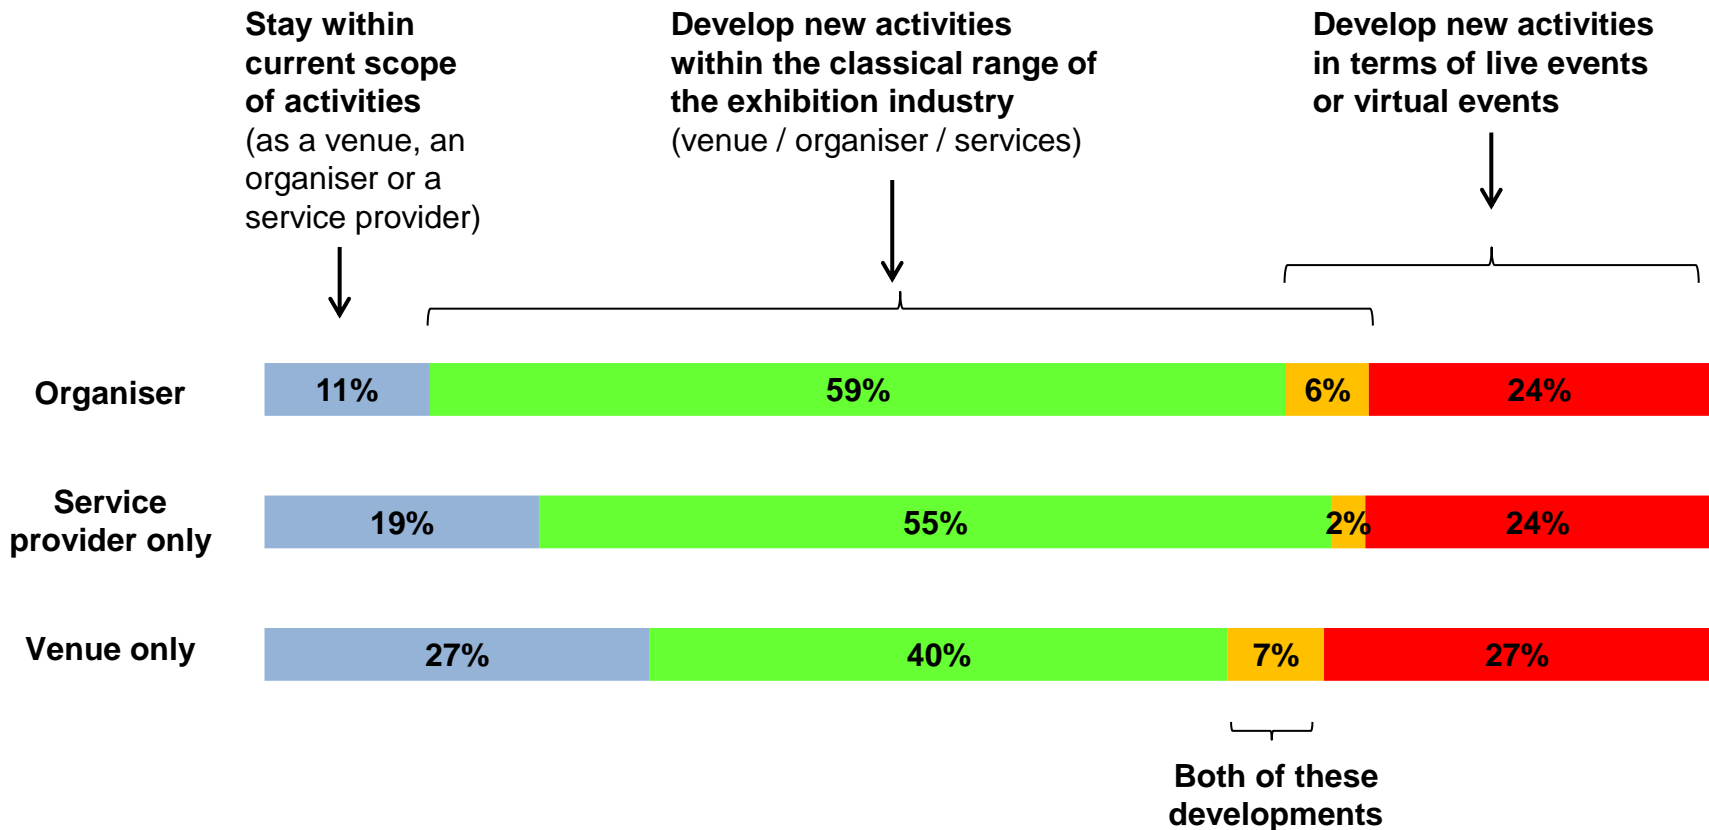 Stay within
current scope
of activities
(as a venue, an
organiser or a
service provider)
Develop new activities
within the classical range of
the exhibition industry
(venue / organiser / services)
Develop new activities
in terms of live events
or virtual events
Organiser
11%
59%
6%
24%
Service
provider only
19%
55%
2%
24%
Venue only
27%
40%
7%
27%
Both of these
developments